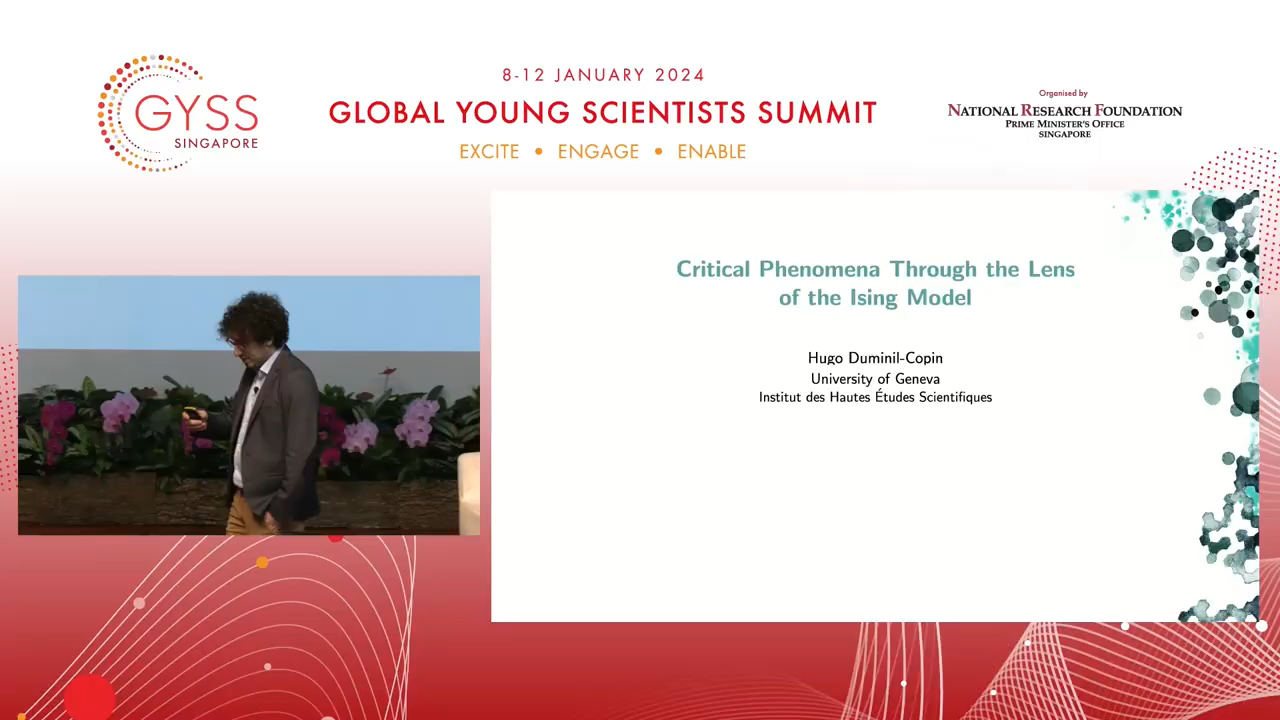 GYSS
SINGAPORE
8-12 JANUARY 2024
GLOBAL YOUNG SCIENTISTS SUMMIT
EXCITE • ENGAGE • ENABLE
Organised by
NATIONAL RESEARCH FOUNDATION
PRIME MINISTER'S OFFICE
SINGAPORE
Critical Phenomena Through the Lens
of the Ising Model
Hugo Duminil-Copin
University of Geneva
Institut des Hautes Études Scientifiques